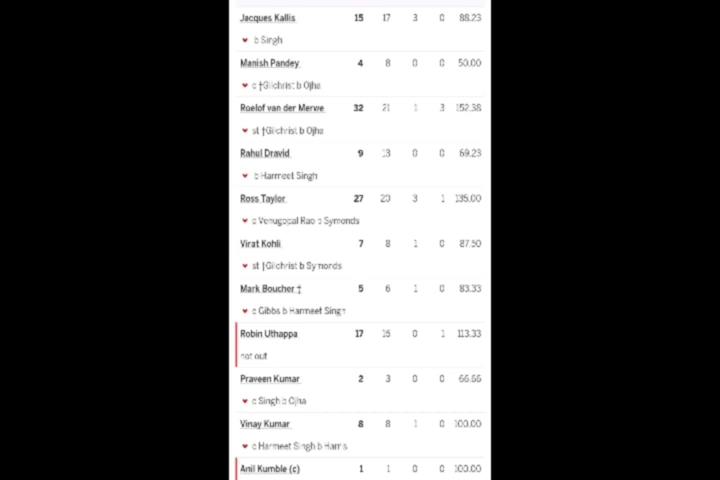 Jacques Kallis 15 17 3 0 88.23
b Singh
Manish Pandey 4 8 0 0 50.00
c †Gilchrist b Ojha
Roelof van der Merwe 32 21 1 3 152.38
st †Gilchrist b Ojha
Rahul Dravid 9 13 0 0 69.23
b Harmeet Singh
Ross Taylor 27 20 3 1 135.00
c Venugopal Rao b Symonds
Virat Kohli 7 8 1 0 87.50
st †Gilchrist b Symonds
Mark Boucher † 5 6 1 0 83.33
c Gibbs b Harmeet Singh
Robin Uthappa 17 15 0 1 113.33
not out
Praveen Kumar 2 3 0 0 66.66
c Singh b Ojha
Vinay Kumar 8 8 1 0 100.00
c Harmeet Singh b Harris
Anil Kumble (c) 1 1 0 0 100.00